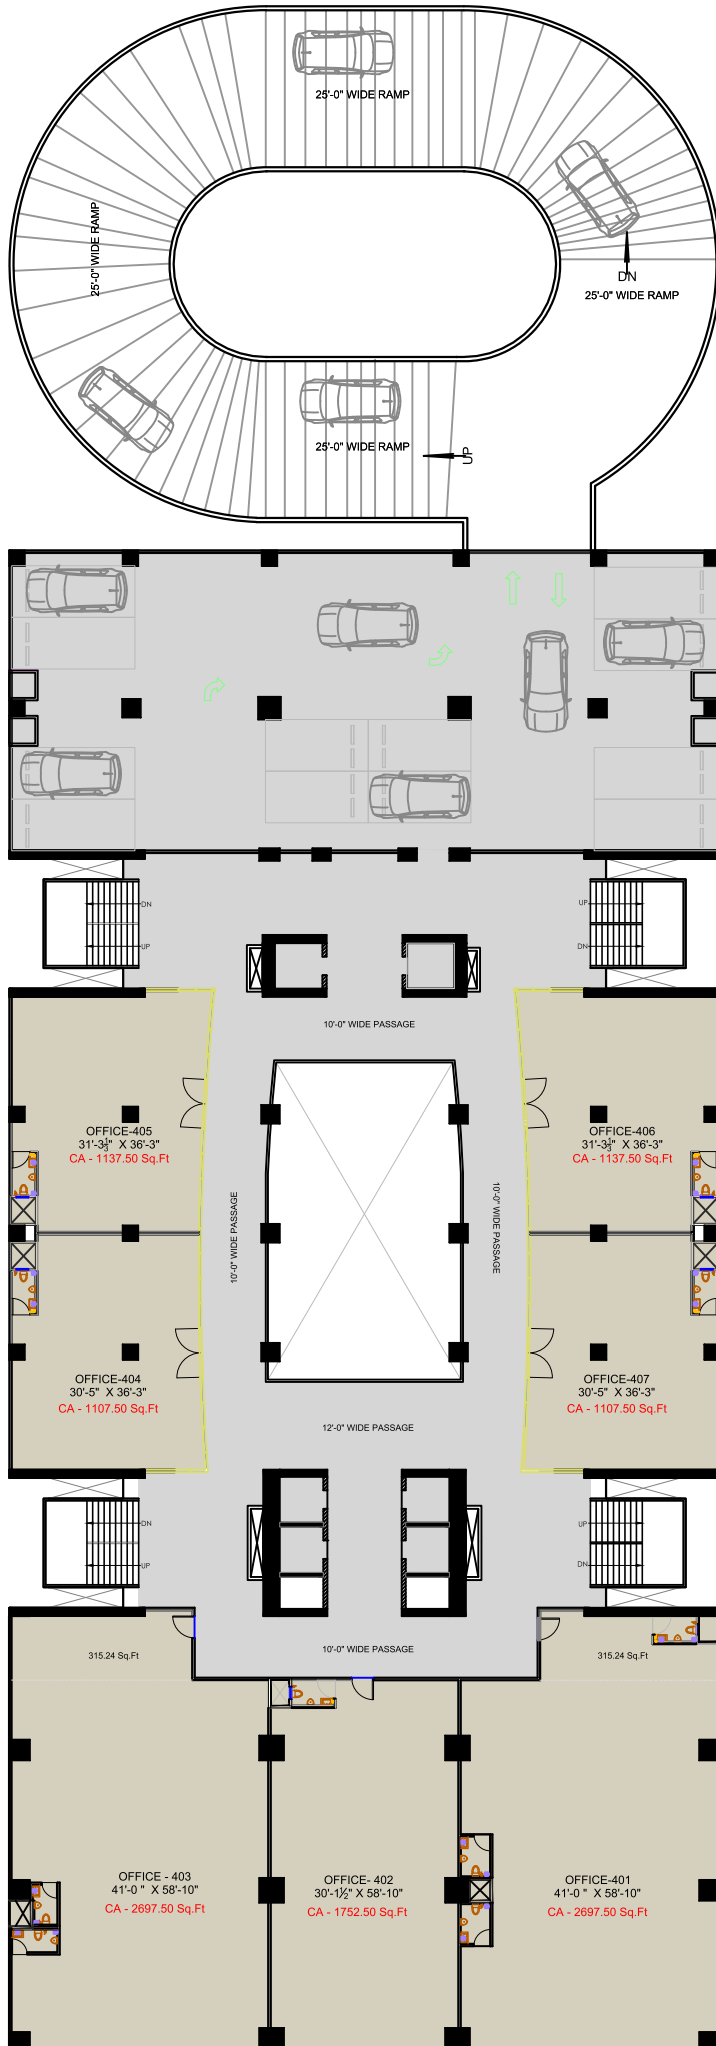 25'-0" WIDE RAMP
25'-0" WIDE RAMP
DN
25'-0" WIDE RAMP
25'-0" WIDE RAMP
UP
DN
UP
UP
DN
10'-0" WIDE PASSAGE
OFFICE-405
31'-3⅓" X 36'-3"
CA - 1137.50 Sq.Ft
OFFICE-406
31'-3⅓" X 36'-3"
CA - 1137.50 Sq.Ft
10'-0" WIDE PASSAGE
10'-0" WIDE PASSAGE
OFFICE-404
30'-5" X 36'-3"
CA - 1107.50 Sq.Ft
OFFICE-407
30'-5" X 36'-3"
CA - 1107.50 Sq.Ft
12'-0" WIDE PASSAGE
DN
UP
UP
DN
10'-0" WIDE PASSAGE
315.24 Sq.Ft
315.24 Sq.Ft
OFFICE - 403
41'-0 " X 58'-10"
CA - 2697.50 Sq.Ft
OFFICE- 402
30'-1½" X 58'-10"
CA - 1752.50 Sq.Ft
OFFICE-401
41'-0 " X 58'-10"
CA - 2697.50 Sq.Ft